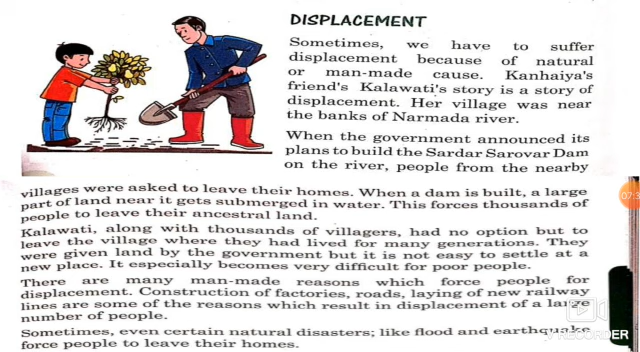 DISPLACEMENT
Sometimes, we have to suffer
displacement because of natural
or man-made cause. Kanhaiya's
friend's Kalawati's story is a story of
displacement. Her village was near
the banks of Narmada river.
When the government announced its
plans to build the Sardar Sarovar Dam
on the river, people from the nearby
villages were asked to leave their homes. When a dam is built, a large
part of land near it gets submerged in water. This forces thousands of
people to leave their ancestral land.
Kalawati, along with thousands of villagers, had no option but to
leave the village where they had lived for many generations. They
were given land by the government but it is not easy to settle at a
new place. It especially becomes very difficult for poor people.
There are many man-made reasons which force people for
displacement. Construction of factories, roads, laying of new railway
lines are some of the reasons which result in displacement of a large
number of people.
Sometimes, even certain natural disasters; like flood and earthquake
force people to leave their homes.
07:3
V RECORDER